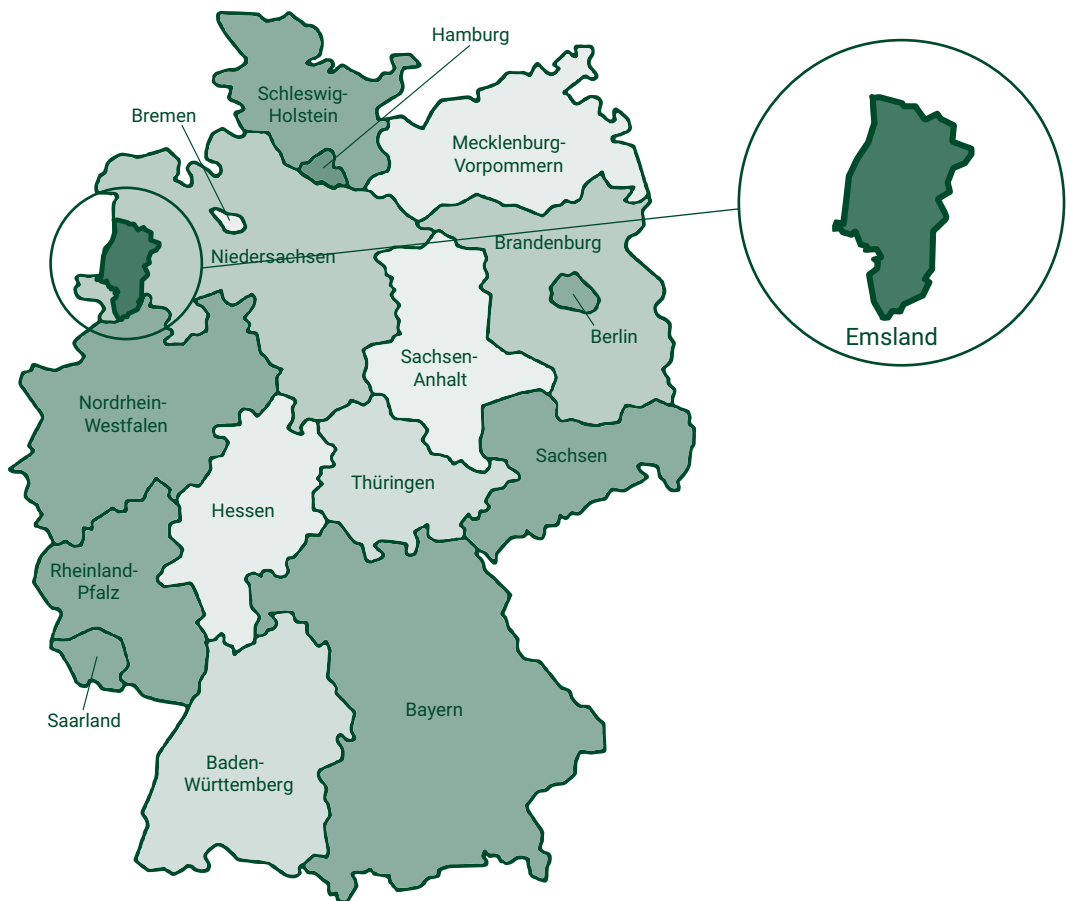 Hamburg
Schleswig-
Holstein
Bremen
Mecklenburg-
Vorpommern
Niedersachsen
Brandenburg
Berlin
Emsland
Sachsen-
Anhalt
Nordrhein-
Westfalen
Sachsen
Thüringen
Hessen
Rheinland-
Pfalz
Saarland
Bayern
Baden-
Württemberg